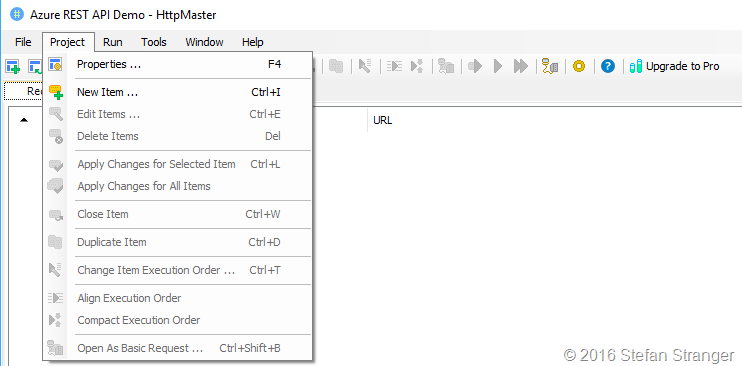 Azure REST API Demo - HttpMaster
File Project Run Tools Window Help
Upgrade to Pro
URL
Properties ... F4
New Item ... Ctrl+I
Edit Items ... Ctrl+E
Delete Items Del
Apply Changes for Selected Item Ctrl+L
Apply Changes for All Items
Close Item Ctrl+W
Duplicate Item Ctrl+D
Change Item Execution Order ... Ctrl+T
Align Execution Order
Compact Execution Order
Open As Basic Request ... Ctrl+Shift+B
© 2016 Stefan Stranger